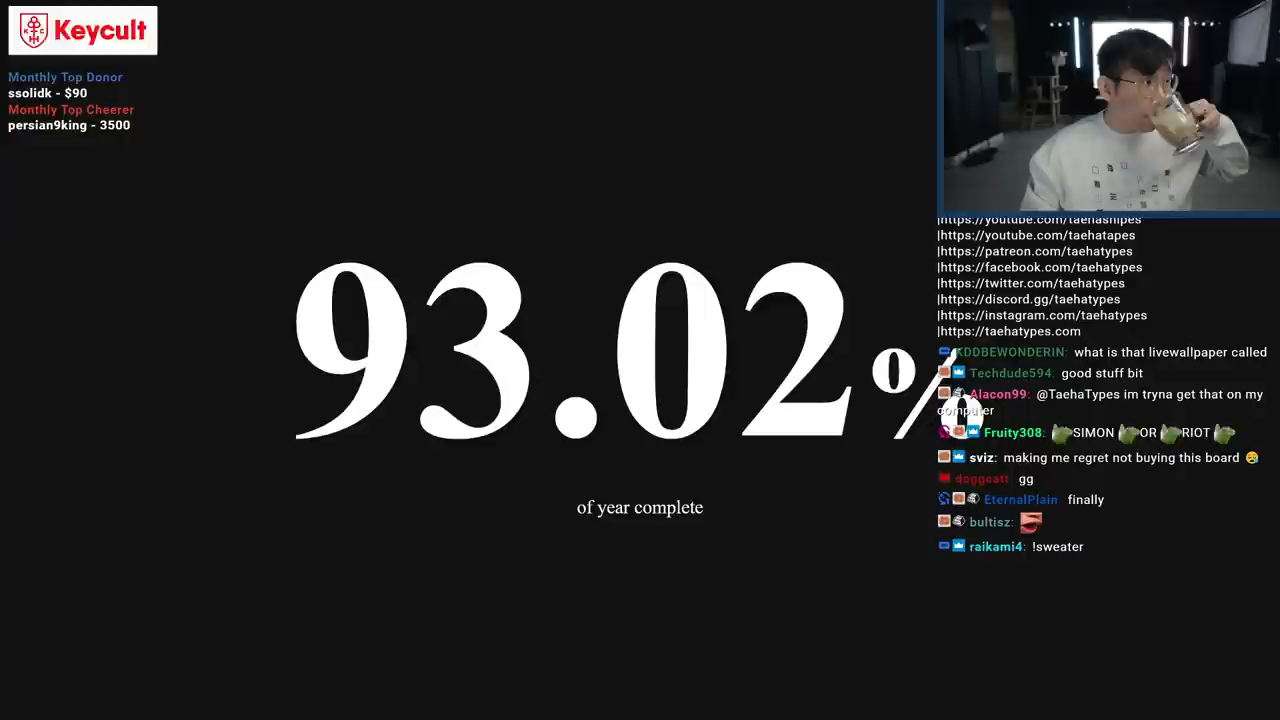 Keycult
Monthly Top Donor
ssolidk - $90
Monthly Top Cheerer
persian9king - 3500
93.02%
of year complete
|https://youtube.com/taehatapes
|https://patreon.com/taehatypes
|https://facebook.com/taehatypes
|https://twitter.com/taehatypes
|https://discord.gg/taehatypes
|https://instagram.com/taehatypes
|https://taehatypes.com
KDDBEWONDERIN: what is that livewallpaper called
Techdude594: good stuff bit
Alacon99: @TaehaTypes im tryna get that on my
computer
Fruity308: SIMON OR RIOT
sviz: making me regret not buying this board 😪
doggcatt gg
EternalPlain finally
bultisz:
raikami4: !sweater